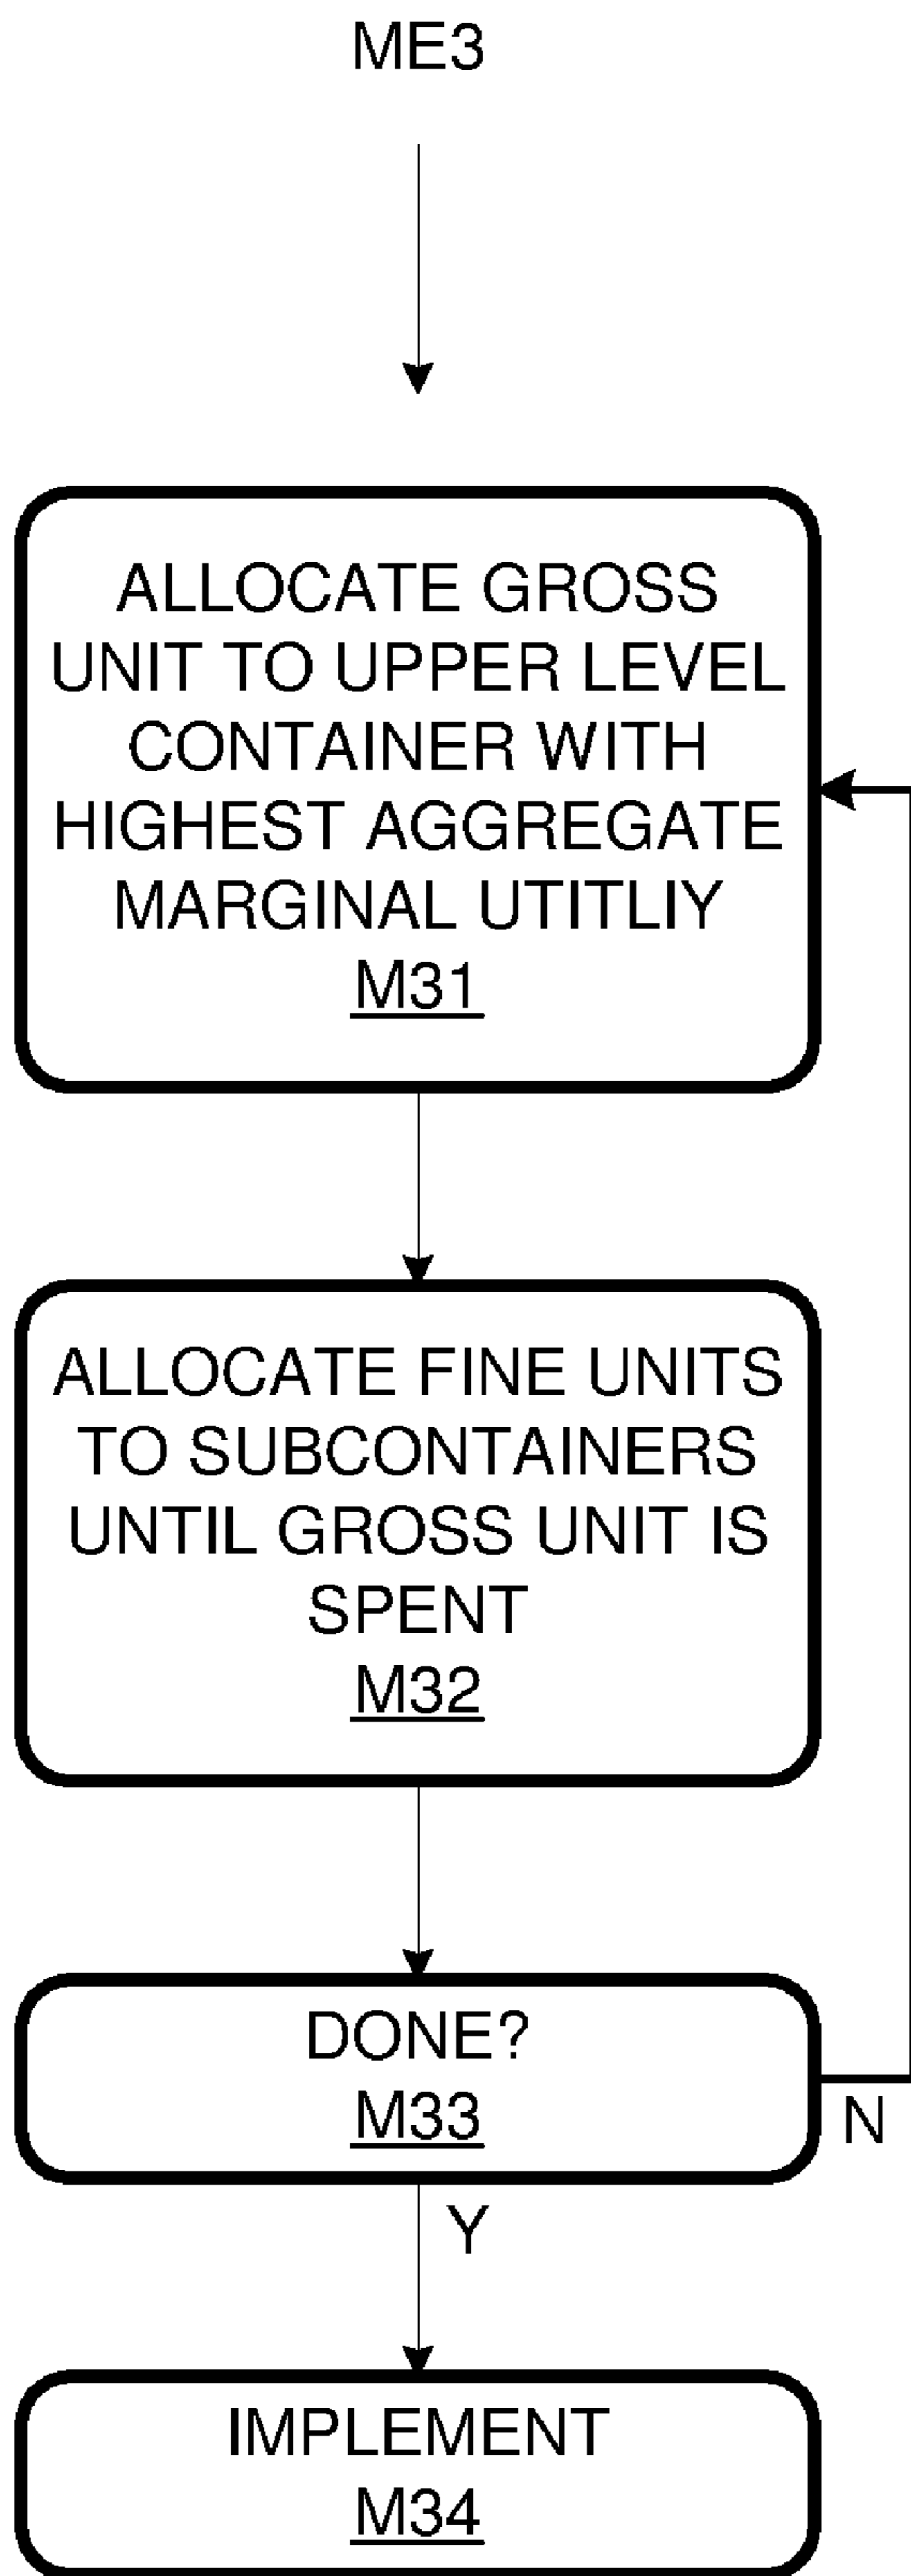 ME3
ALLOCATE GROSS
UNIT TO UPPER LEVEL
CONTAINER WITH
HIGHEST AGGREGATE
MARGINAL UTITLIY
M31
ALLOCATE FINE UNITS
TO SUBCONTAINERS
UNTIL GROSS UNIT IS
SPENT
M32
DONE?
M33
N
Y
IMPLEMENT
M34